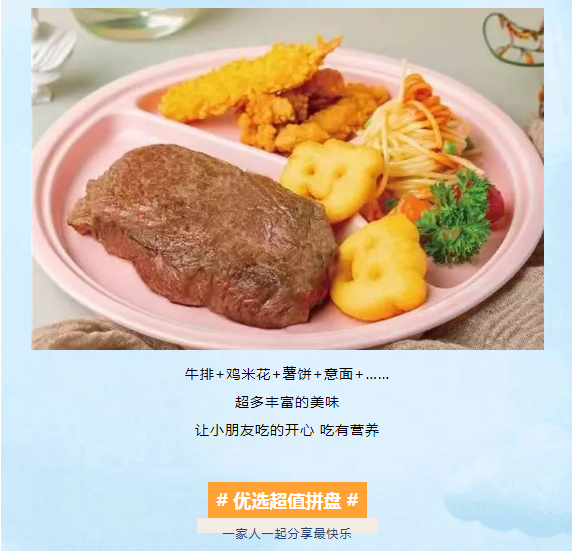 牛排+鸡米花+薯饼+意面+……
超多丰富的美味
让小朋友吃的开心 吃有营养
# 优选超值拼盘 #
一家人一起分享最快乐